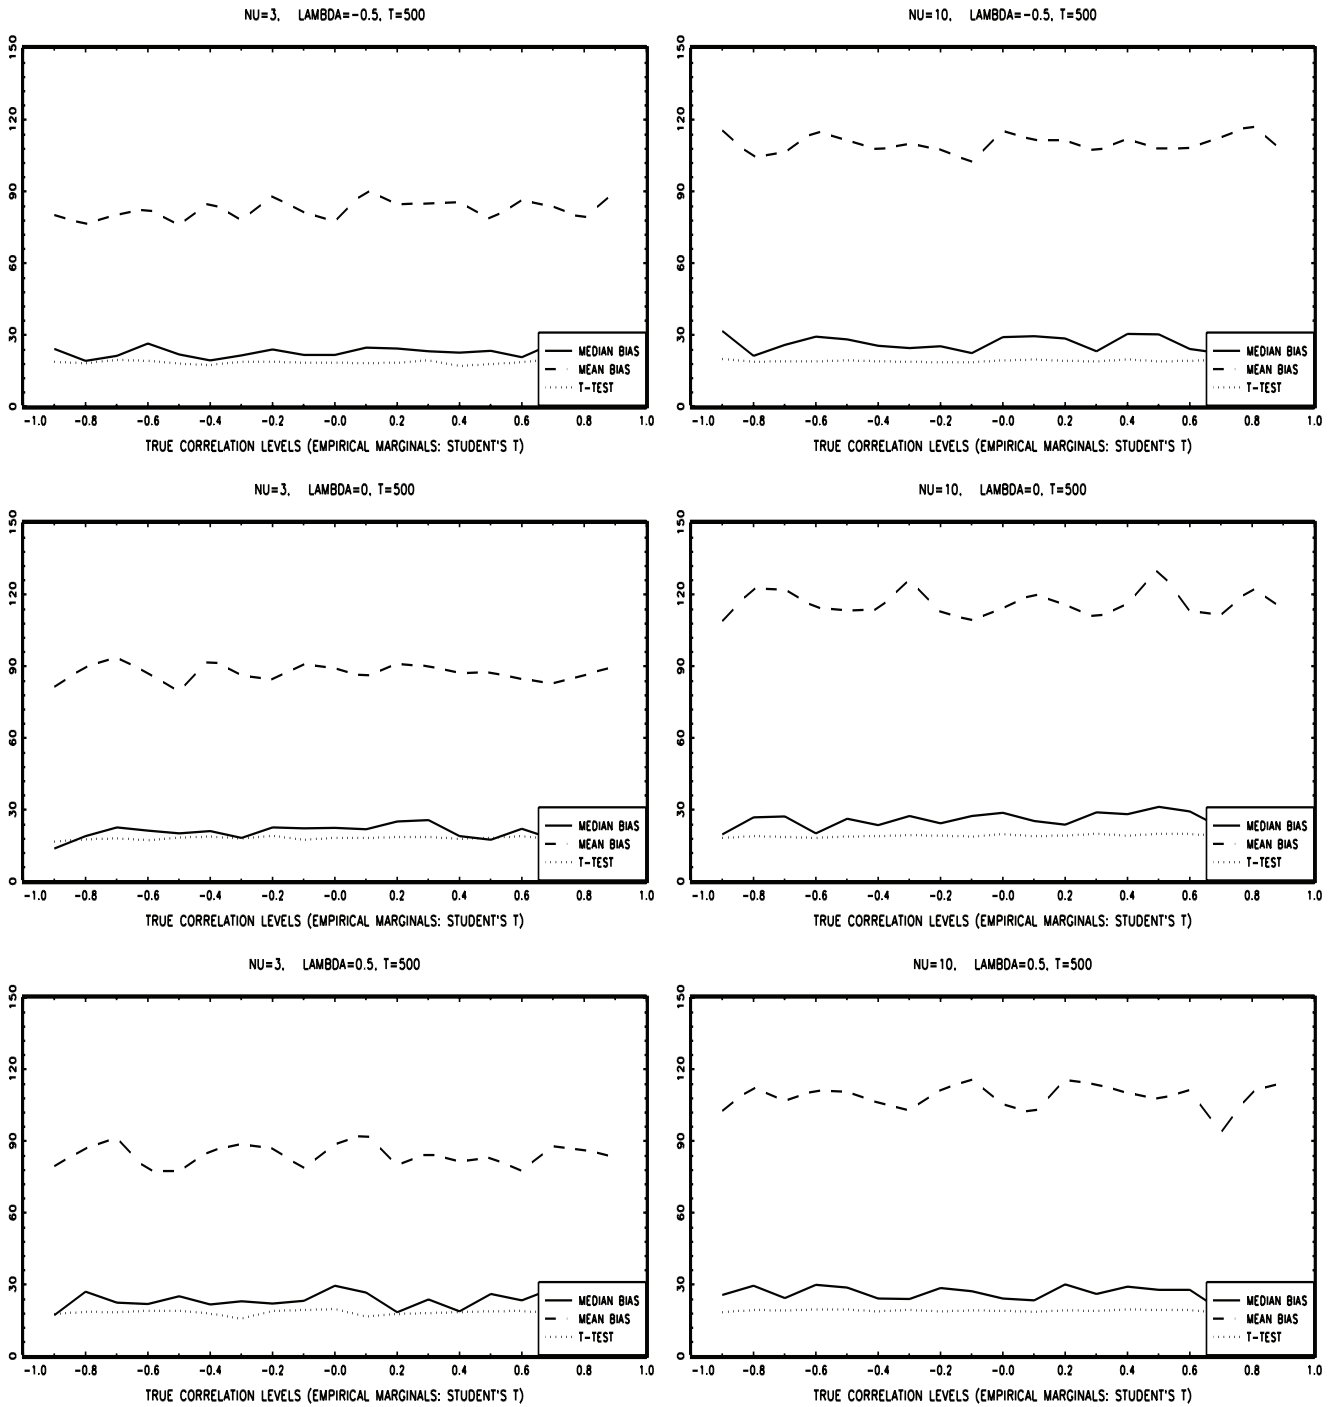 NU=3, LAMBDA=-0.5, T=500
150
120
90
60
30
0
MEDIAN BIAS
MEAN BIAS
T-TEST
-1.0 -0.8 -0.6 -0.4 -0.2 -0.0 0.2 0.4 0.6 0.8 1.0
TRUE CORRELATION LEVELS (EMPIRICAL MARGINALS: STUDENT'S T)
NU=10, LAMBDA=-0.5, T=500
150
120
90
60
30
0
MEDIAN BIAS
MEAN BIAS
T-TEST
-1.0 -0.8 -0.6 -0.4 -0.2 -0.0 0.2 0.4 0.6 0.8 1.0
TRUE CORRELATION LEVELS (EMPIRICAL MARGINALS: STUDENT'S T)
NU=3, LAMBDA=0, T=500
150
120
90
60
30
0
MEDIAN BIAS
MEAN BIAS
T-TEST
-1.0 -0.8 -0.6 -0.4 -0.2 -0.0 0.2 0.4 0.6 0.8 1.0
TRUE CORRELATION LEVELS (EMPIRICAL MARGINALS: STUDENT'S T)
NU=10, LAMBDA=0, T=500
150
120
90
60
30
0
MEDIAN BIAS
MEAN BIAS
T-TEST
-1.0 -0.8 -0.6 -0.4 -0.2 -0.0 0.2 0.4 0.6 0.8 1.0
TRUE CORRELATION LEVELS (EMPIRICAL MARGINALS: STUDENT'S T)
NU=3, LAMBDA=0.5, T=500
150
120
90
60
30
0
MEDIAN BIAS
MEAN BIAS
T-TEST
-1.0 -0.8 -0.6 -0.4 -0.2 -0.0 0.2 0.4 0.6 0.8 1.0
TRUE CORRELATION LEVELS (EMPIRICAL MARGINALS: STUDENT'S T)
NU=10, LAMBDA=0.5, T=500
150
120
90
60
30
0
MEDIAN BIAS
MEAN BIAS
T-TEST
-1.0 -0.8 -0.6 -0.4 -0.2 -0.0 0.2 0.4 0.6 0.8 1.0
TRUE CORRELATION LEVELS (EMPIRICAL MARGINALS: STUDENT'S T)